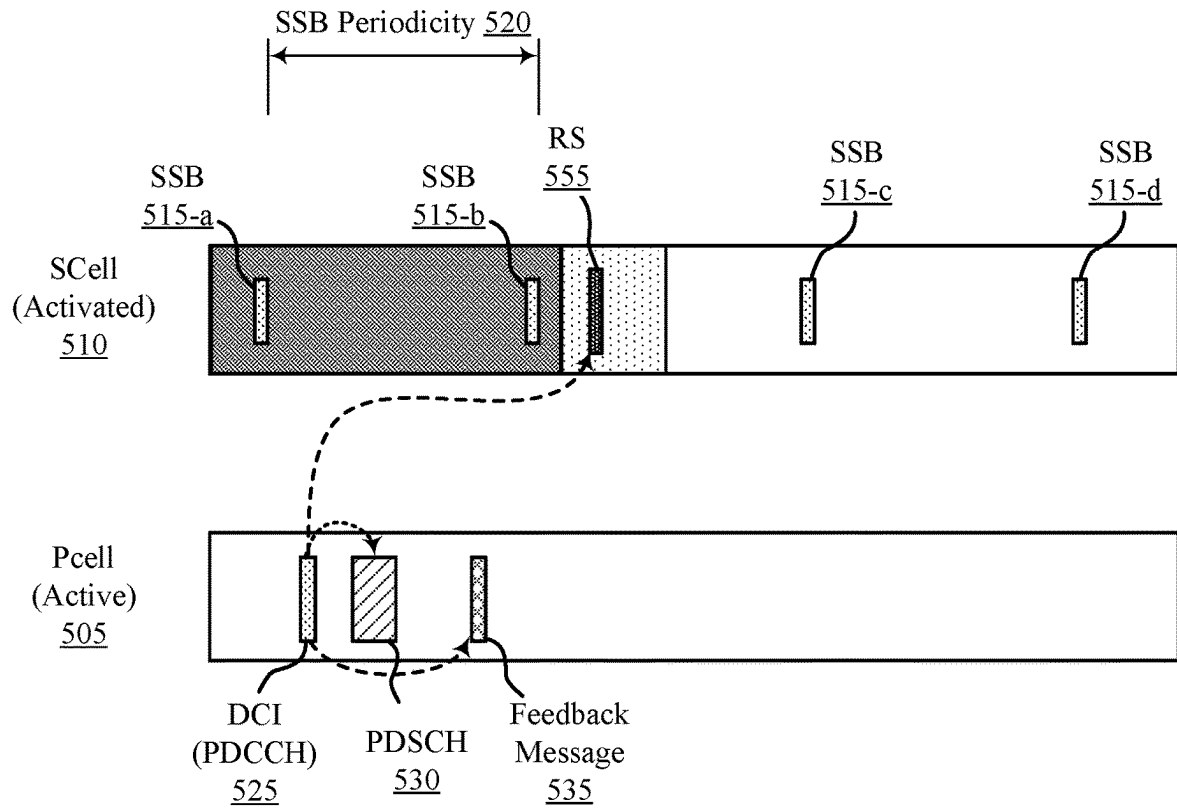 SSB Periodicity 520
RS
555
SSB
515-a
SSB
515-b
SSB
515-c
SSB
515-d
SCell
(Activated)
510
Pcell
(Active)
505
DCI
(PDCCH)
525
PDSCH
530
Feedback
Message
535